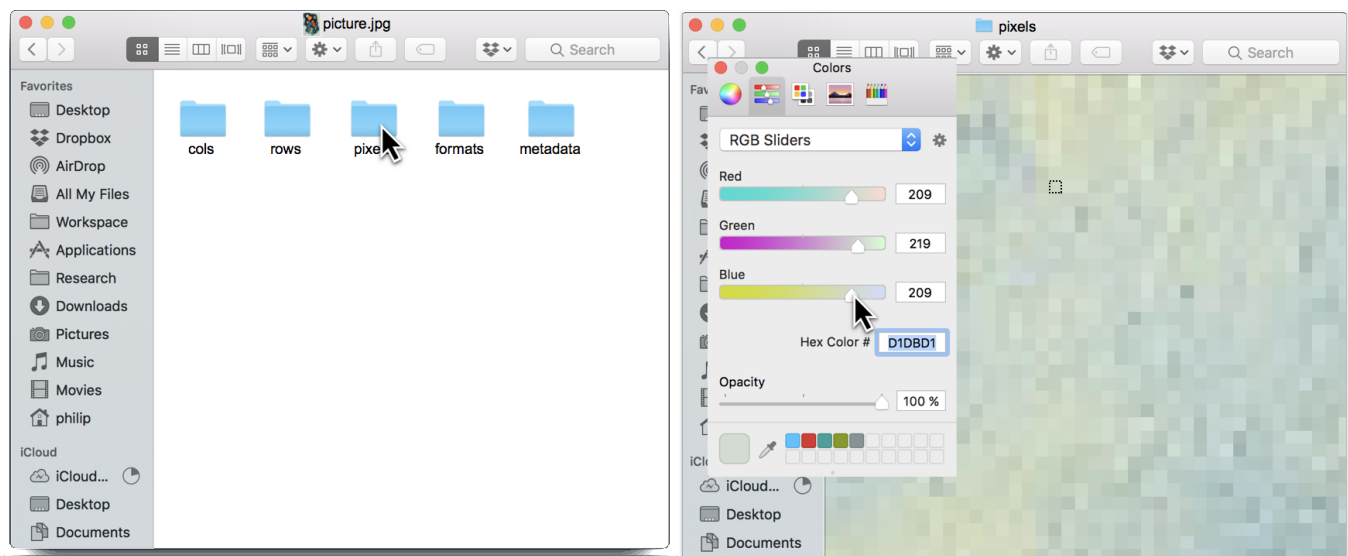 picture.jpg
Search
Favorites
Desktop
Dropbox
AirDrop
All My Files
Workspace
Applications
Research
Downloads
Pictures
Music
Movies
philip
iCloud
iCloud...
Desktop
Documents
cols
rows
formats
metadata
pixels
Search
Colors
RGB Sliders
Red
209
Green
219
Blue
209
Hex Color # D1DBD1
Opacity
100 %
iCloud...
Desktop
Documents